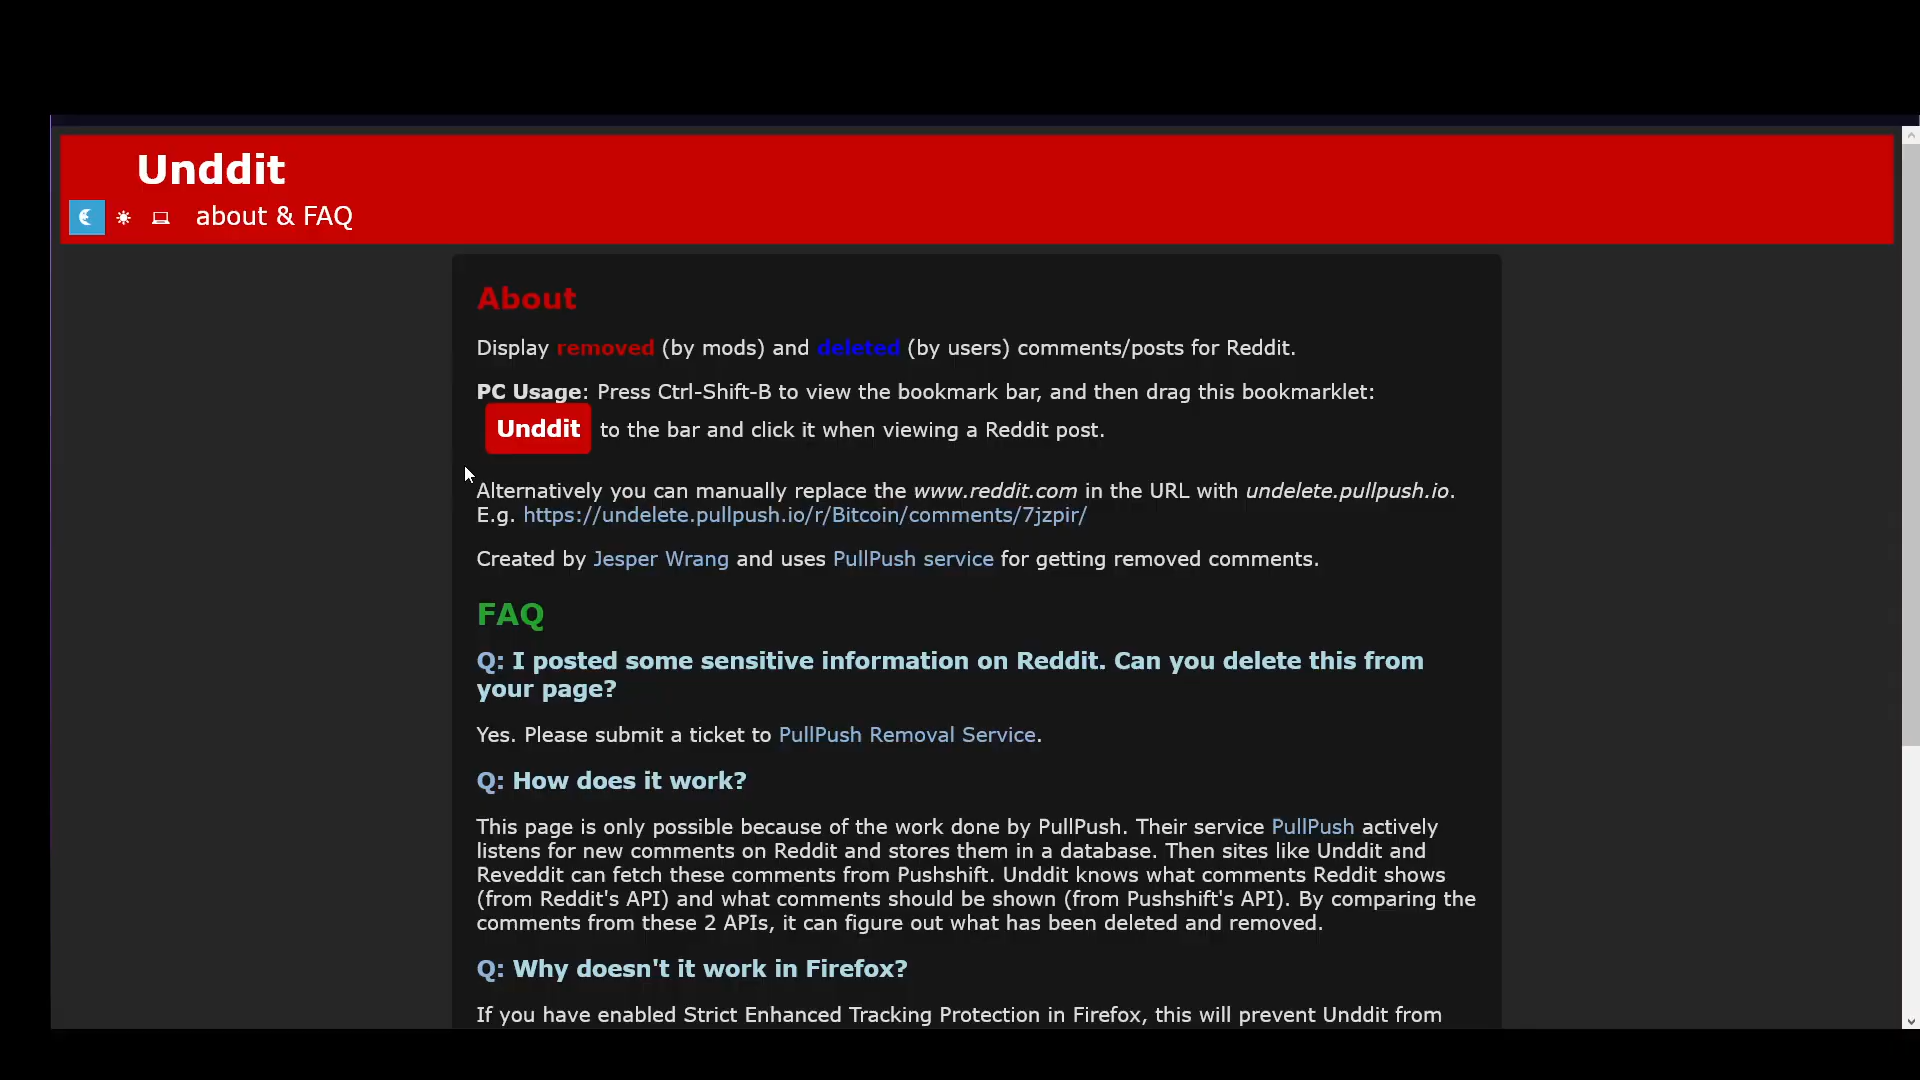 Unddit
about & FAQ
About
Display removed (by mods) and deleted (by users) comments/posts for Reddit.
PC Usage: Press Ctrl-Shift-B to view the bookmark bar, and then drag this bookmarklet:
Unddit to the bar and click it when viewing a Reddit post.
Alternatively you can manually replace the www.reddit.com in the URL with undelete.pullpush.io.
E.g. https://undelete.pullpush.io/r/Bitcoin/comments/7jzpir/
Created by Jesper Wrang and uses PullPush service for getting removed comments.
FAQ
Q: I posted some sensitive information on Reddit. Can you delete this from
your page?
Yes. Please submit a ticket to PullPush Removal Service.
Q: How does it work?
This page is only possible because of the work done by PullPush. Their service PullPush actively
listens for new comments on Reddit and stores them in a database. Then sites like Unddit and
Reveddit can fetch these comments from Pushshift. Unddit knows what comments Reddit shows
(from Reddit's API) and what comments should be shown (from Pushshift's API). By comparing the
comments from these 2 APIs, it can figure out what has been deleted and removed.
Q: Why doesn't it work in Firefox?
If you have enabled Strict Enhanced Tracking Protection in Firefox, this will prevent Unddit from